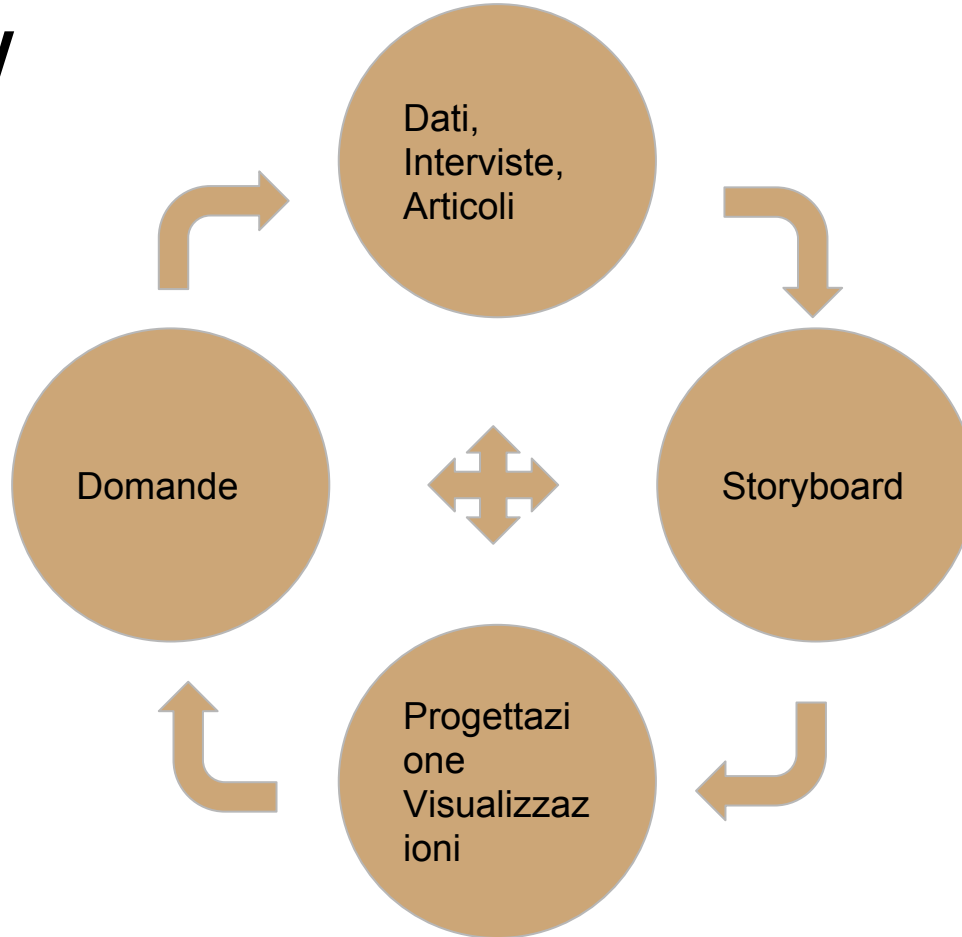 Dati,
Interviste,
Articoli
Domande
Storyboard
Progettazi
one
Visualizzaz
ioni